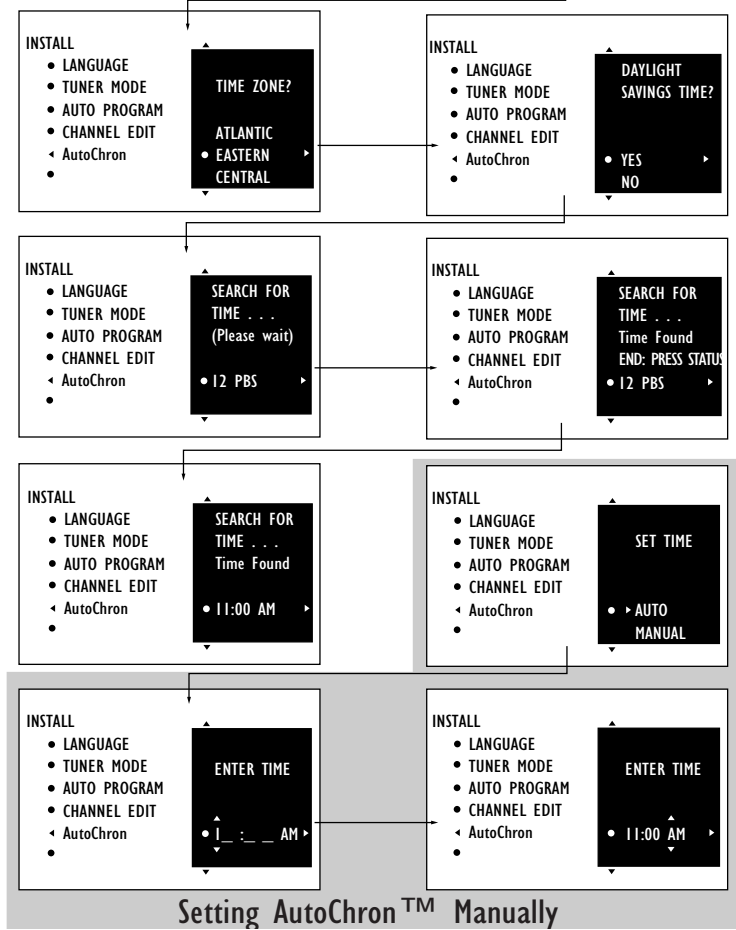 INSTALL
• LANGUAGE
• TUNER MODE
• AUTO PROGRAM
• CHANNEL EDIT
◂ AutoChron
•
TIME ZONE?
ATLANTIC
• EASTERN ▸
CENTRAL
INSTALL
• LANGUAGE
• TUNER MODE
• AUTO PROGRAM
• CHANNEL EDIT
◂ AutoChron
•
DAYLIGHT
SAVINGS TIME?
• YES ▸
NO
INSTALL
• LANGUAGE
• TUNER MODE
• AUTO PROGRAM
• CHANNEL EDIT
◂ AutoChron
•
SEARCH FOR
TIME . . .
(Please wait)
• 12 PBS ▸
INSTALL
• LANGUAGE
• TUNER MODE
• AUTO PROGRAM
• CHANNEL EDIT
◂ AutoChron
•
SEARCH FOR
TIME . . .
Time Found
END: PRESS STATUS
• 12 PBS ▸
INSTALL
• LANGUAGE
• TUNER MODE
• AUTO PROGRAM
• CHANNEL EDIT
◂ AutoChron
•
SEARCH FOR
TIME . . .
Time Found
• 11:00 AM ▸
INSTALL
• LANGUAGE
• TUNER MODE
• AUTO PROGRAM
• CHANNEL EDIT
◂ AutoChron
•
SET TIME
• ▸ AUTO
MANUAL
INSTALL
• LANGUAGE
• TUNER MODE
• AUTO PROGRAM
• CHANNEL EDIT
◂ AutoChron
•
ENTER TIME
• 1_ :_ _ AM ▸
INSTALL
• LANGUAGE
• TUNER MODE
• AUTO PROGRAM
• CHANNEL EDIT
◂ AutoChron
•
ENTER TIME
• 11:00 AM ▸
Setting AutoChron™ Manually